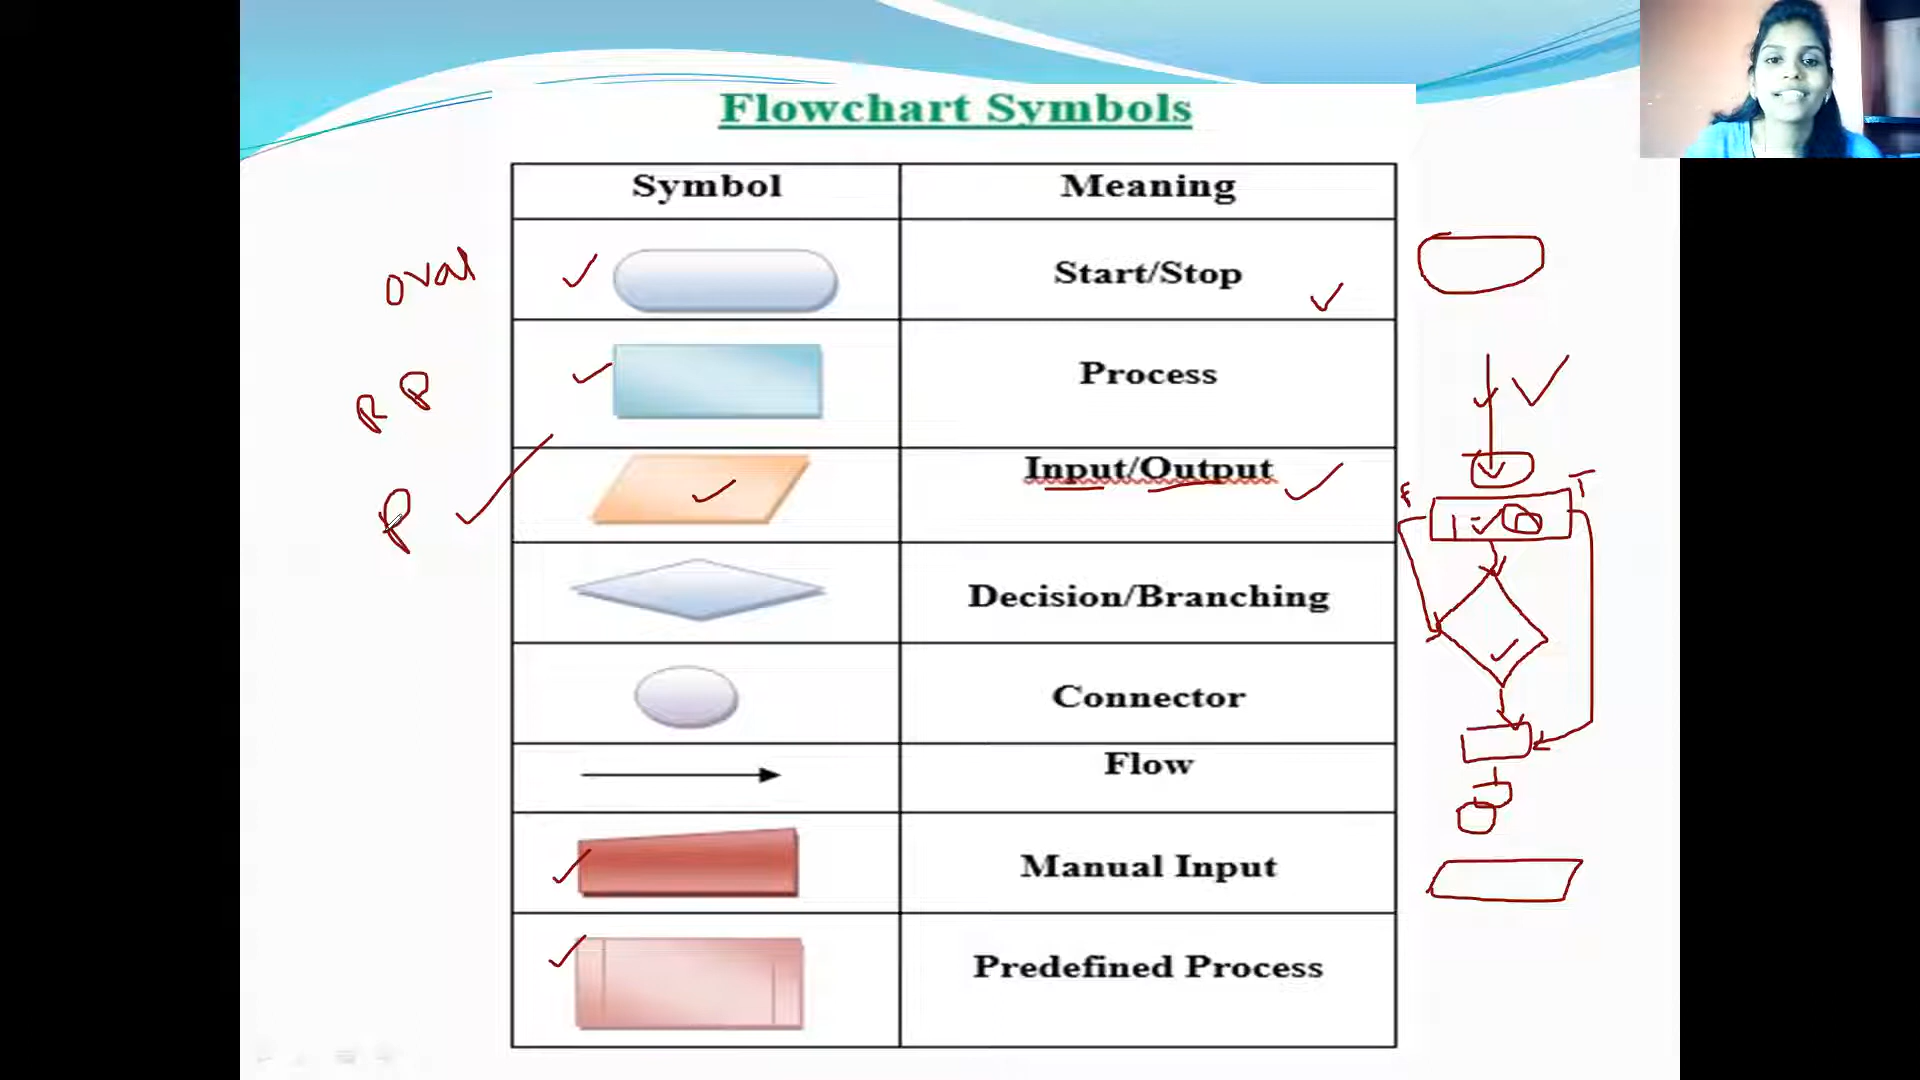 Flowchart Symbols
Symbol Meaning
oval
Start/Stop
R P
Process
P
Input/Output
F T
Decision/Branching
Connector
Flow
Manual Input
Predefined Process